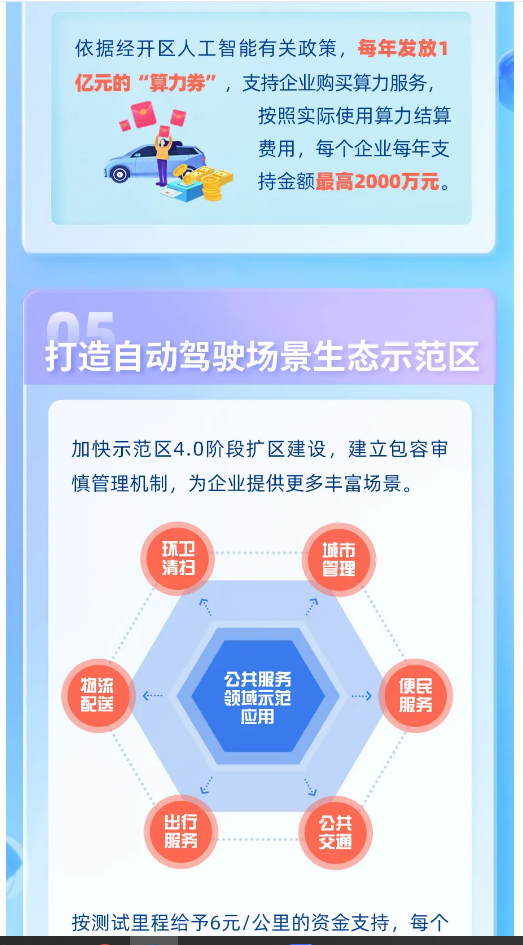 依据经开区人工智能有关政策，每年发放1
亿元的“算力券”，支持企业购买算力服务，
按照实际使用算力结算
费用，每个企业每年支
持金额最高2000万元。
05
打造自动驾驶场景生态示范区
加快示范区4.0阶段扩区建设，建立包容审
慎管理机制，为企业提供更多丰富场景。
环卫
清扫
城市
管理
物流
配送
公共服务
领域示范
应用
便民
服务
出行
服务
公共
交通
按测试里程给予6元/公里的资金支持，每个